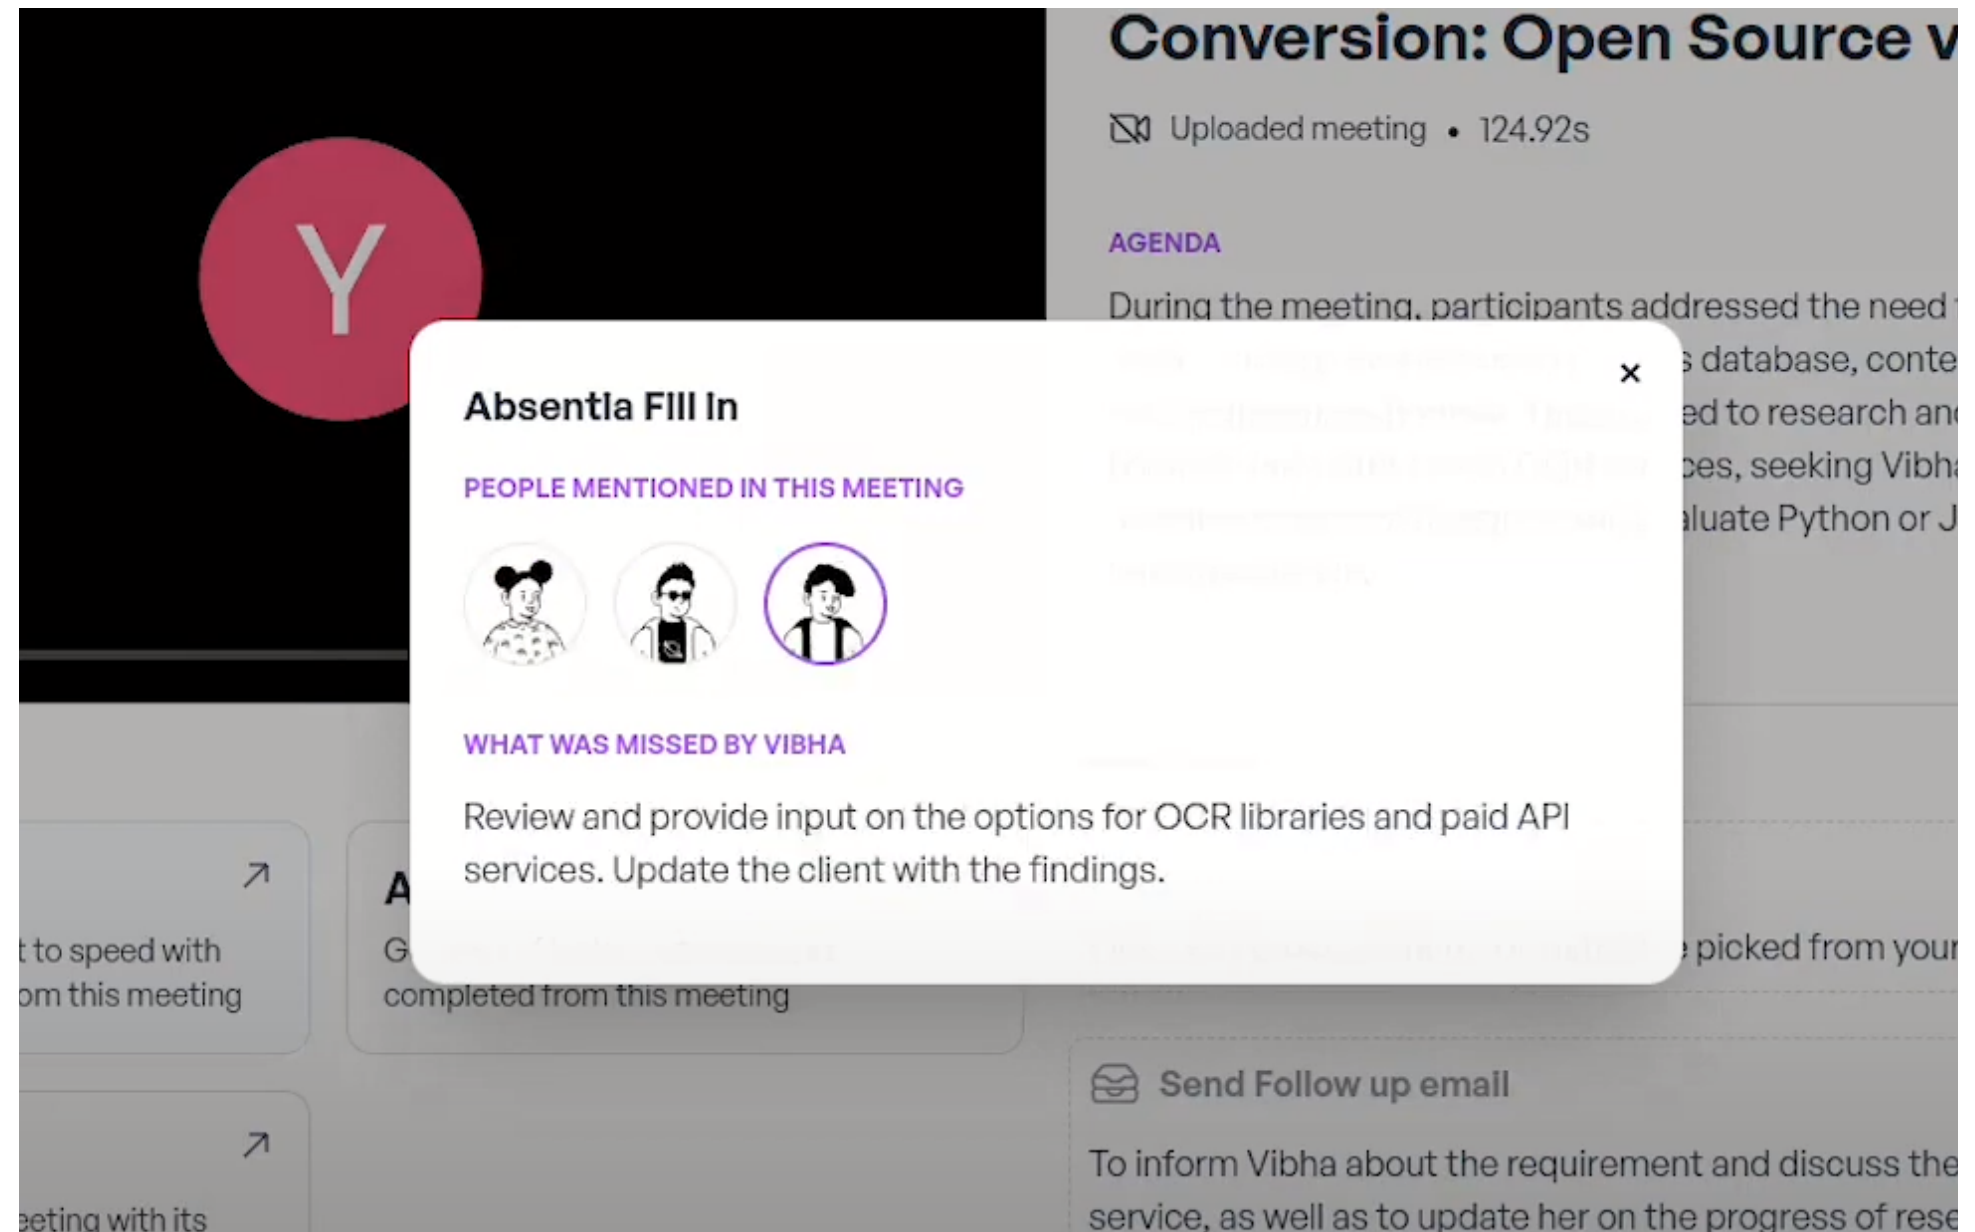 Conversion: Open Source v
Uploaded meeting • 124.92s
Y
AGENDA
During the meeting, participants addressed the need
s database, conte
ed to research and
ces, seeking Vibha
aluate Python or J
Absentia Fill In
PEOPLE MENTIONED IN THIS MEETING
WHAT WAS MISSED BY VIBHA
Review and provide input on the options for OCR libraries and paid API
services. Update the client with the findings.
t to speed with
om this meeting
A
G
completed from this meeting
e picked from your
Send Follow up email
To inform Vibha about the requirement and discuss the
service, as well as to update her on the progress of rese
eeting with its